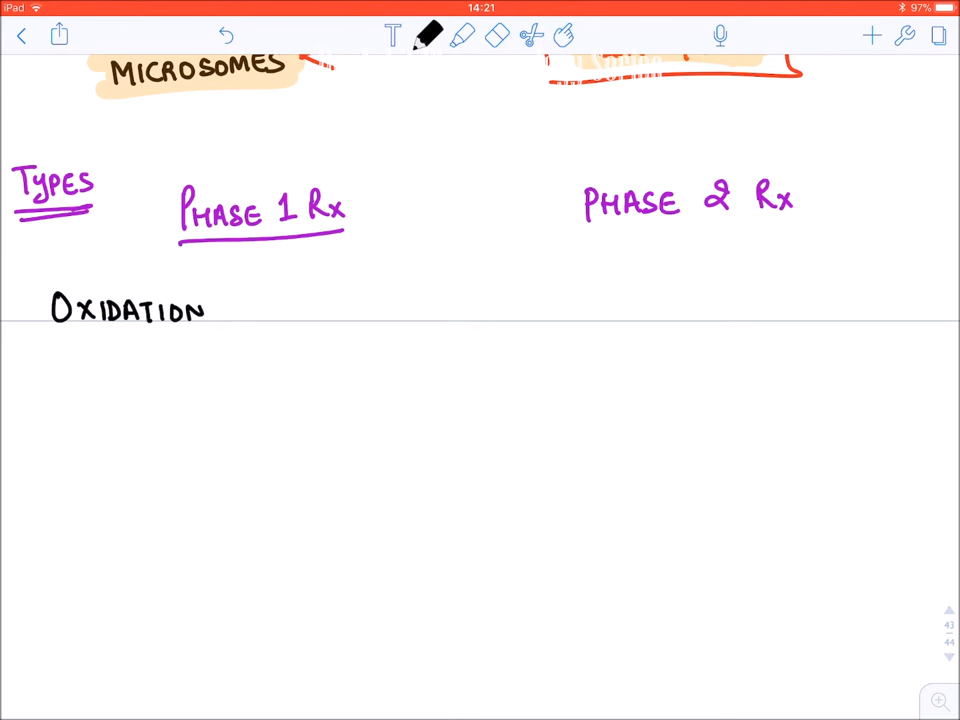 iPad 14:21 97%
MICROSOMES
TYPES
PHASE 1 Rx PHASE 2 Rx
OXIDATION
43
44